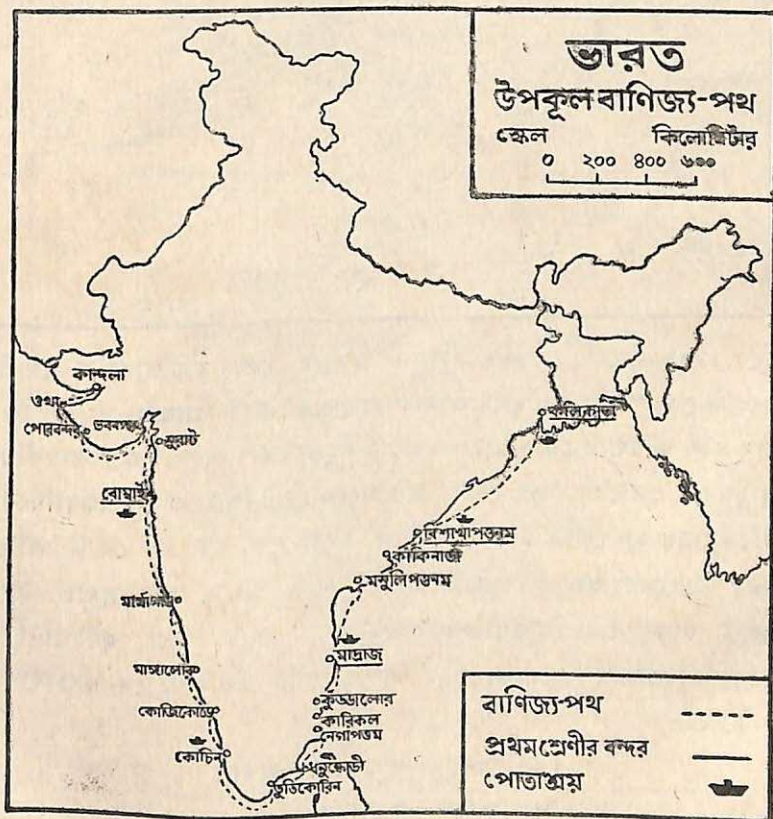 ভারত
উপকূল বাণিজ্য-পথ
স্কেল কিলোমিটার
০ ২০০ ৪০০ ৬০০
কান্দলা
ওখা
পোরবন্দর
ভবনগর
সুরাট
বোম্বাই
মার্মাগাঁও
মাঙ্গালোর
কোজিকোড
কোচিন
তুতিকোরিন
ধনুষ্কোডী
নেগাপত্তম
কারিকল
কুড্ডালোর
মাদ্রাজ
মসুলিপত্তনম
কাকিনাডা
বিশাখাপত্তনম
কলিকাতা
বাণিজ্য-পথ
প্রথমশ্রেণীর বন্দর
পোতাশ্রয়